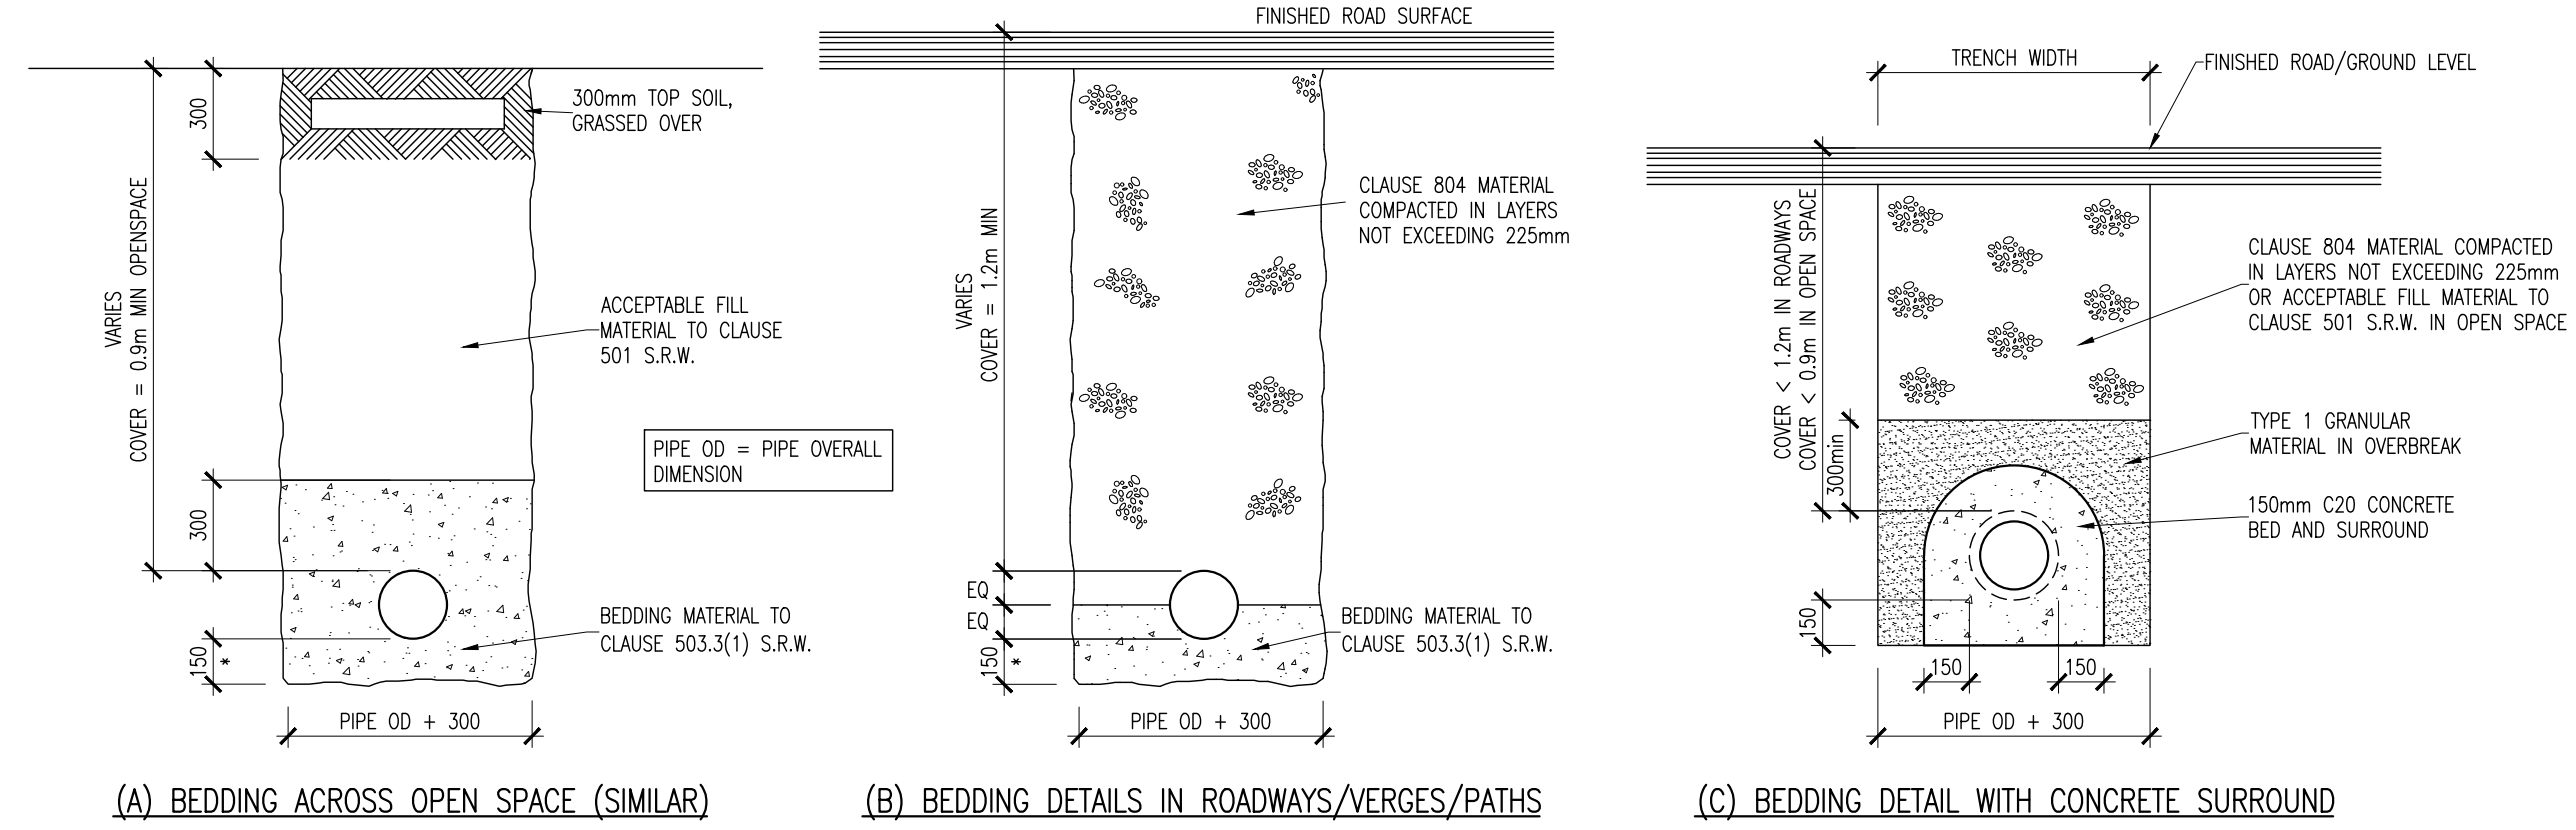 300
300mm TOP SOIL,
GRASSED OVER
VARIES
COVER = 0.9m MIN OPENSPACE
ACCEPTABLE FILL
MATERIAL TO CLAUSE
501 S.R.W.
PIPE OD = PIPE OVERALL
DIMENSION
300
BEDDING MATERIAL TO
CLAUSE 503.3(1) S.R.W.
150 *
PIPE OD + 300
(A) BEDDING ACROSS OPEN SPACE (SIMILAR)
FINISHED ROAD SURFACE
CLAUSE 804 MATERIAL
COMPACTED IN LAYERS
NOT EXCEEDING 225mm
VARIES
COVER = 1.2m MIN
EQ
EQ
BEDDING MATERIAL TO
CLAUSE 503.3(1) S.R.W.
150 *
PIPE OD + 300
(B) BEDDING DETAILS IN ROADWAYS/VERGES/PATHS
TRENCH WIDTH
FINISHED ROAD/GROUND LEVEL
COVER < 1.2m IN ROADWAYS
COVER < 0.9m IN OPEN SPACE
CLAUSE 804 MATERIAL COMPACTED
IN LAYERS NOT EXCEEDING 225mm
OR ACCEPTABLE FILL MATERIAL TO
CLAUSE 501 S.R.W. IN OPEN SPACE
300min
TYPE 1 GRANULAR
MATERIAL IN OVERBREAK
150mm C20 CONCRETE
BED AND SURROUND
150
150
150
PIPE OD + 300
(C) BEDDING DETAIL WITH CONCRETE SURROUND